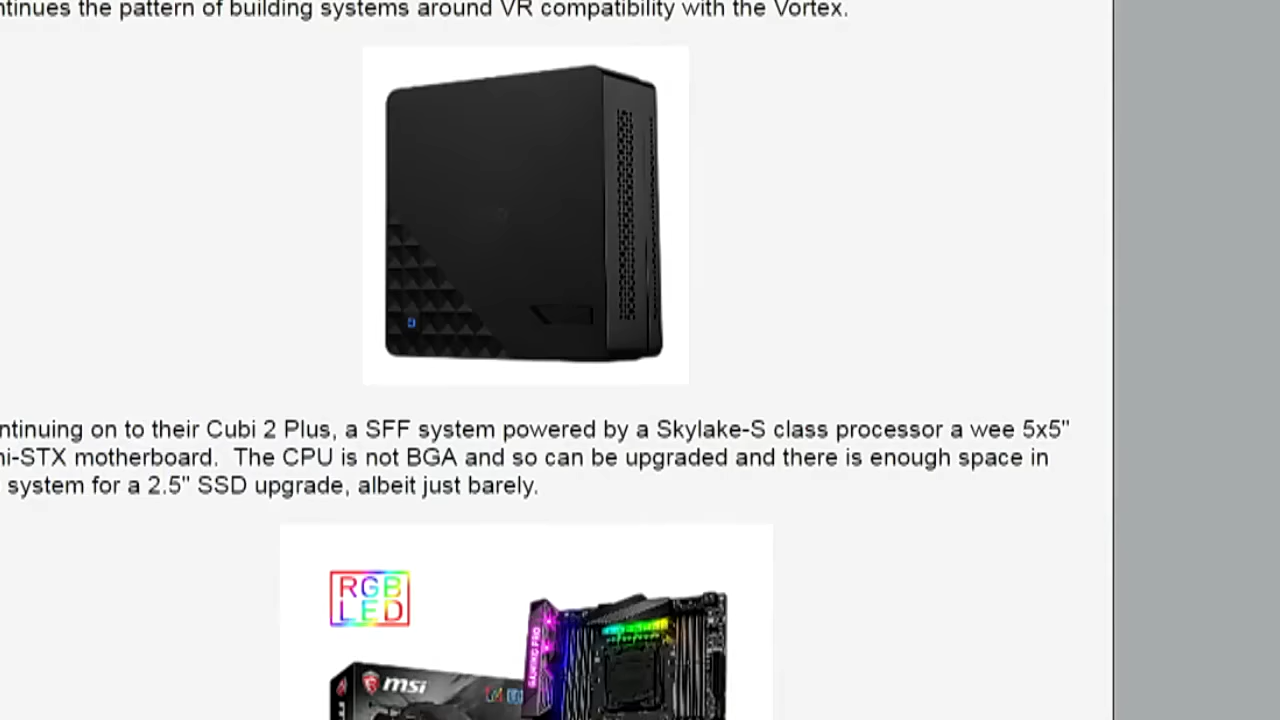 ntinues the pattern of building systems around VR compatibility with the Vortex.
ntinuing on to their Cubi 2 Plus, a SFF system powered by a Skylake-S class processor a wee 5x5"
ni-STX motherboard.  The CPU is not BGA and so can be upgraded and there is enough space in
system for a 2.5" SSD upgrade, albeit just barely.
RGB
LED
GAMING PRO
msi